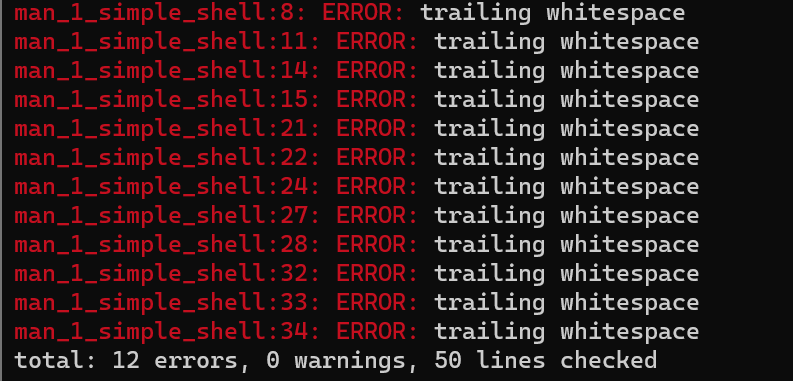 man_1_simple_shell:8: ERROR: trailing whitespace
man_1_simple_shell:11: ERROR: trailing whitespace
man_1_simple_shell:14: ERROR: trailing whitespace
man_1_simple_shell:15: ERROR: trailing whitespace
man_1_simple_shell:21: ERROR: trailing whitespace
man_1_simple_shell:22: ERROR: trailing whitespace
man_1_simple_shell:24: ERROR: trailing whitespace
man_1_simple_shell:27: ERROR: trailing whitespace
man_1_simple_shell:28: ERROR: trailing whitespace
man_1_simple_shell:32: ERROR: trailing whitespace
man_1_simple_shell:33: ERROR: trailing whitespace
man_1_simple_shell:34: ERROR: trailing whitespace
total: 12 errors, 0 warnings, 50 lines checked